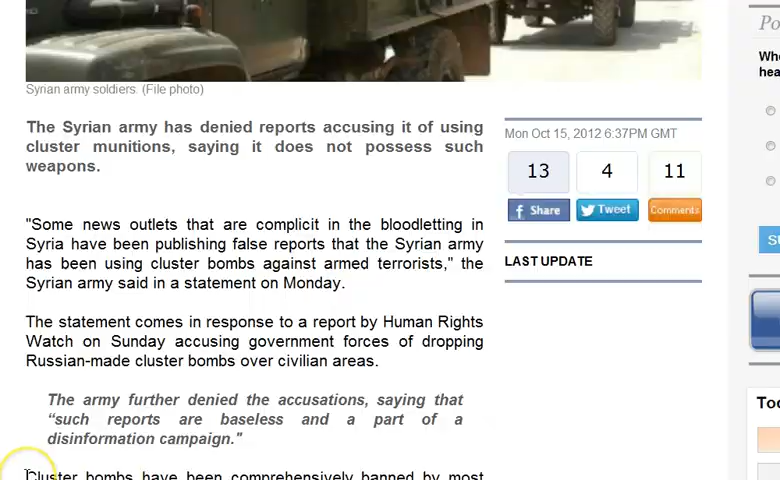 Po
Whe
hea
Syrian army soldiers. (File photo)
The Syrian army has denied reports accusing it of using
cluster munitions, saying it does not possess such
weapons.
Mon Oct 15, 2012 6:37PM GMT
13 4 11
Share Tweet Comments
"Some news outlets that are complicit in the bloodletting in
Syria have been publishing false reports that the Syrian army
has been using cluster bombs against armed terrorists," the
Syrian army said in a statement on Monday.
LAST UPDATE
SU
The statement comes in response to a report by Human Rights
Watch on Sunday accusing government forces of dropping
Russian-made cluster bombs over civilian areas.
The army further denied the accusations, saying that
“such reports are baseless and a part of a
disinformation campaign."
Too
Cluster bombs have been comprehensively banned by most